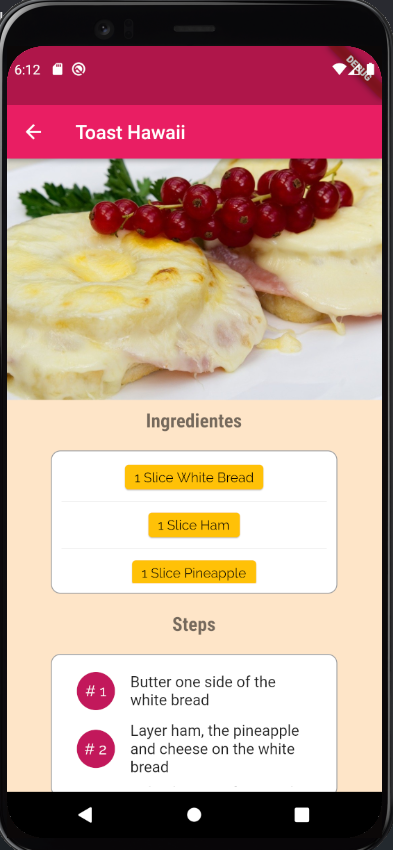 6:12
DEBUG
Toast Hawaii
Ingredientes
1 Slice White Bread
1 Slice Ham
1 Slice Pineapple
Steps
# 1
Butter one side of the
white bread
# 2
Layer ham, the pineapple
and cheese on the white
bread